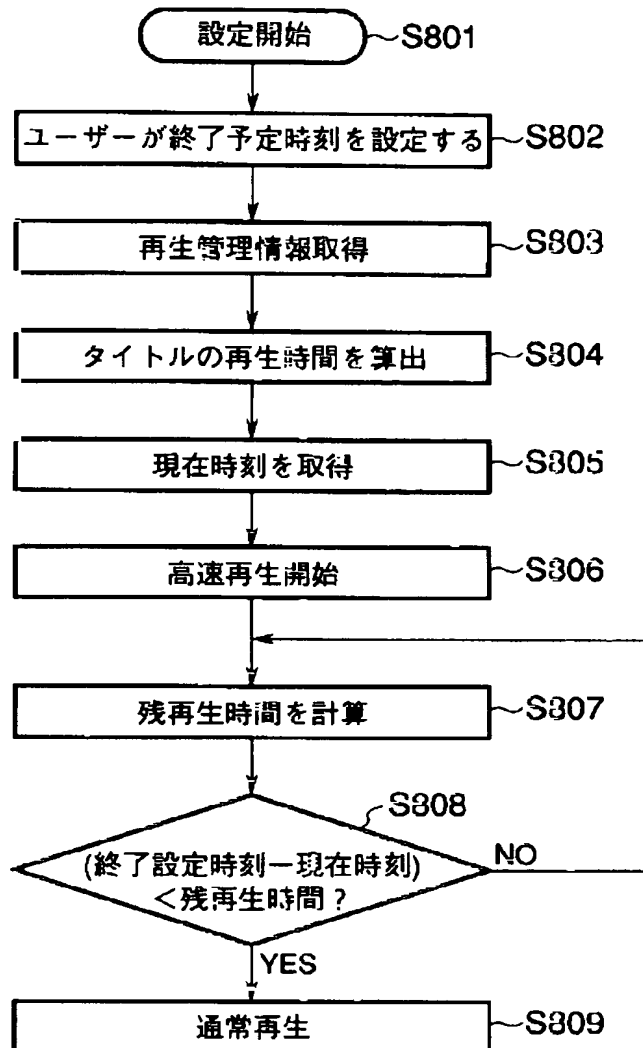 設定開始 S801
ユーザーが終了予定時刻を設定する S802
再生管理情報取得 S803
タイトルの再生時間を算出 S804
現在時刻を取得 S805
高速再生開始 S806
残再生時間を計算 S807
S808
(終了設定時刻ー現在時刻)
<残再生時間?
NO
YES
通常再生 S809